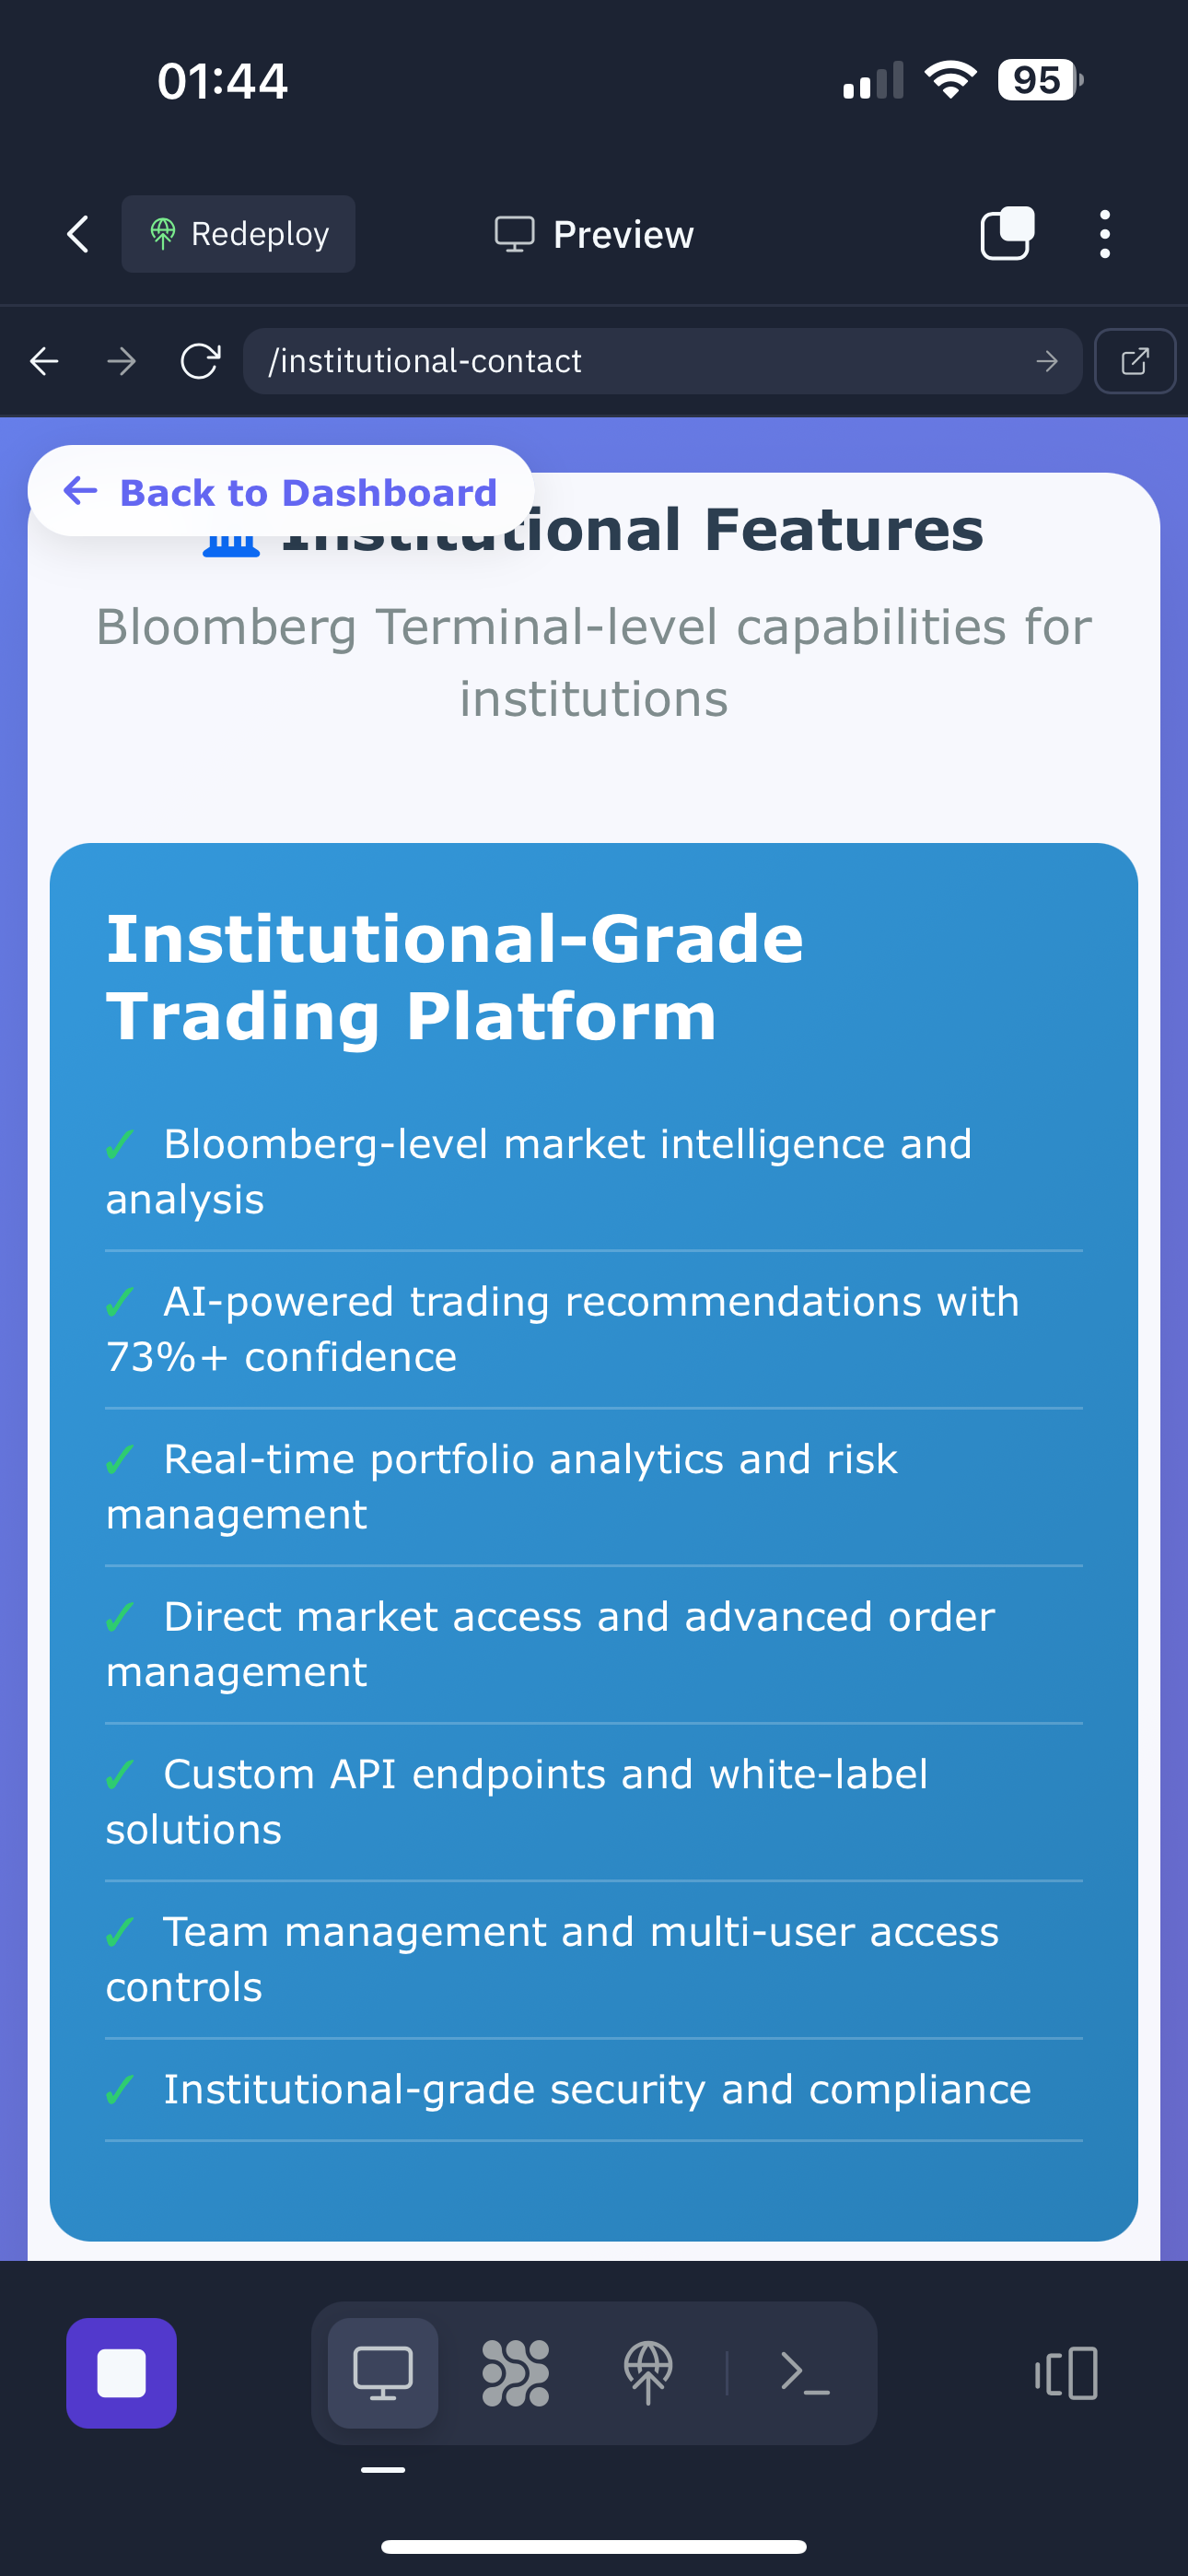 01:44
95
Redeploy
Preview
/institutional-contact
Back to Dashboard
Institutional Features
Bloomberg Terminal-level capabilities for
institutions
Institutional-Grade
Trading Platform
✓ Bloomberg-level market intelligence and
analysis
✓ AI-powered trading recommendations with
73%+ confidence
✓ Real-time portfolio analytics and risk
management
✓ Direct market access and advanced order
management
✓ Custom API endpoints and white-label
solutions
✓ Team management and multi-user access
controls
✓ Institutional-grade security and compliance